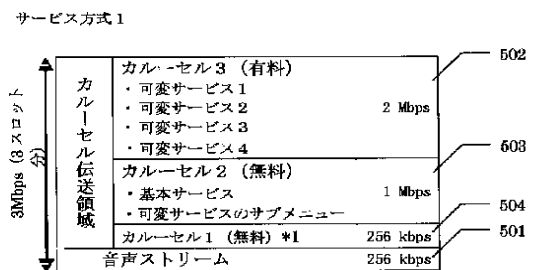 サービス方式1
カルーセル3（有料）
・可変サービス1
・可変サービス2
2 Mbps
・可変サービス3
・可変サービス4
カルーセル2（無料）
・基本サービス
1 Mbps
・可変サービスのサブメニュー
カルーセル1（無料）*1
256 kbps
音声ストリーム
256 kbps
カルーセル伝送領域
3Mbps (3スロット分)
502
503
504
501